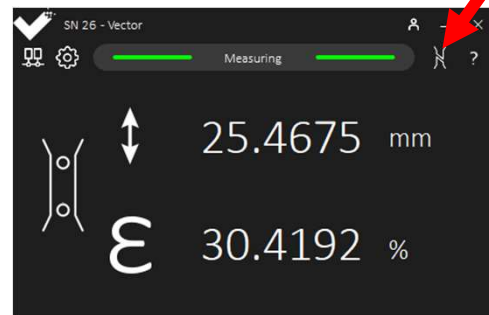 SN 26 - Vector
Measuring
?
25.4675 mm
ε 30.4192 %